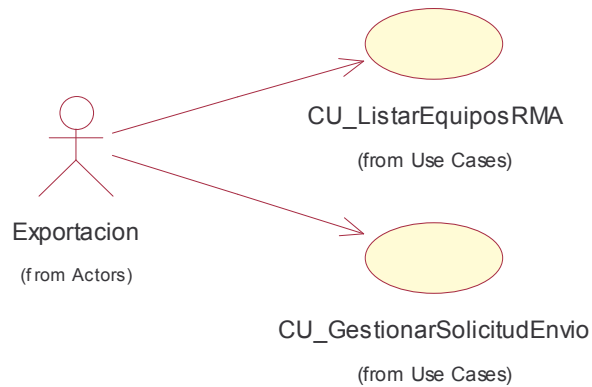 CU_ListarEquiposRMA
(from Use Cases)
Exportacion
(from Actors)
CU_GestionarSolicitudEnvio
(from Use Cases)